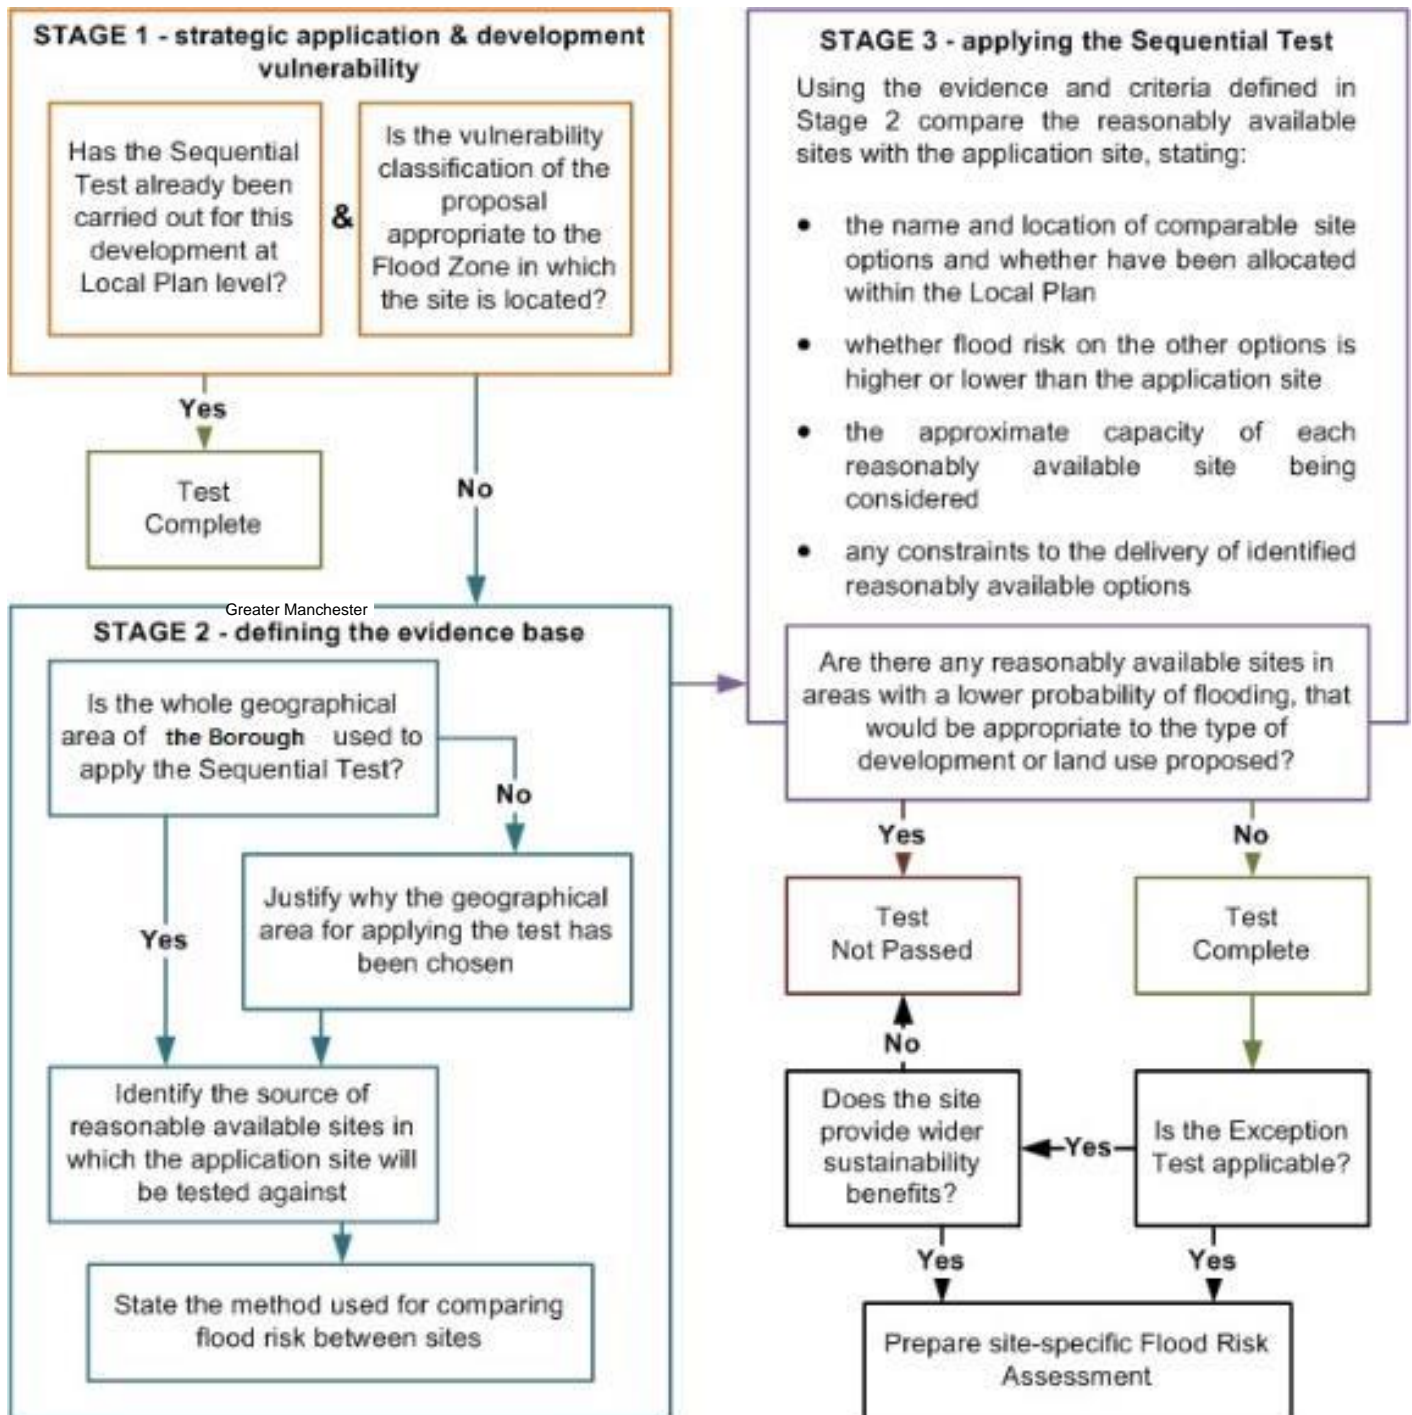 STAGE 1 - strategic application & development
vulnerability
Has the Sequential
Test already been
carried out for this
development at
Local Plan level?
&
Is the vulnerability
classification of the
proposal
appropriate to the
Flood Zone in which
the site is located?
Yes
Test
Complete
No
Greater Manchester
STAGE 2 - defining the evidence base
Is the whole geographical
area of the Borough used to
apply the Sequential Test?
No
Justify why the geographical
area for applying the test has
been chosen
Yes
Identify the source of
reasonable available sites in
which the application site will
be tested against
State the method used for comparing
flood risk between sites
STAGE 3 - applying the Sequential Test
Using the evidence and criteria defined in
Stage 2 compare the reasonably available
sites with the application site, stating:
• the name and location of comparable site
options and whether have been allocated
within the Local Plan
• whether flood risk on the other options is
higher or lower than the application site
• the approximate capacity of each
reasonably available site being
considered
• any constraints to the delivery of identified
reasonably available options
Are there any reasonably available sites in
areas with a lower probability of flooding, that
would be appropriate to the type of
development or land use proposed?
Yes
Test
Not Passed
No
Test
Complete
Is the Exception
Test applicable?
Yes
Does the site
provide wider
sustainability
benefits?
No
Yes
Yes
Prepare site-specific Flood Risk
Assessment